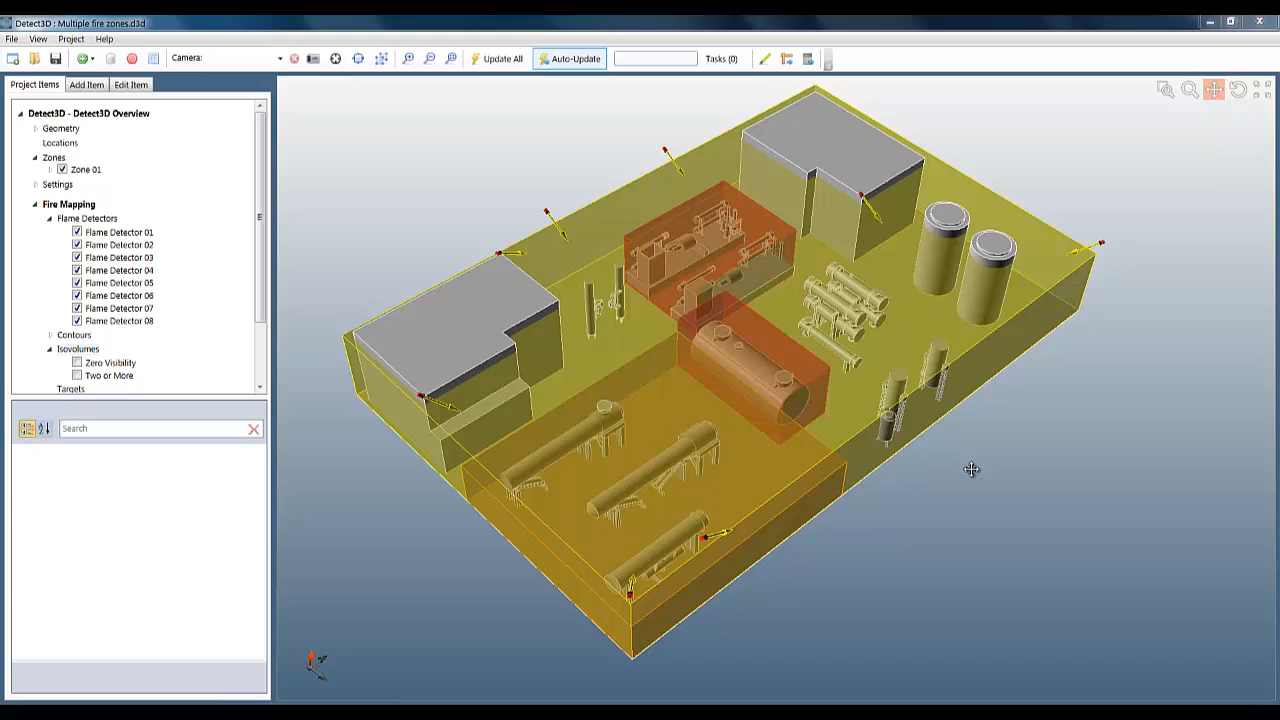 Detect3D : Multiple fire zones.d3d
File View Project Help
Camera: Update All Auto-Update Tasks (0)
Project Items Add Item Edit Item
Detect3D - Detect3D Overview
Geometry
Locations
Zones
Zone 01
Settings
Fire Mapping
Flame Detectors
Flame Detector 01
Flame Detector 02
Flame Detector 03
Flame Detector 04
Flame Detector 05
Flame Detector 06
Flame Detector 07
Flame Detector 08
Contours
Isovolumes
Zero Visibility
Two or More
Targets
Search